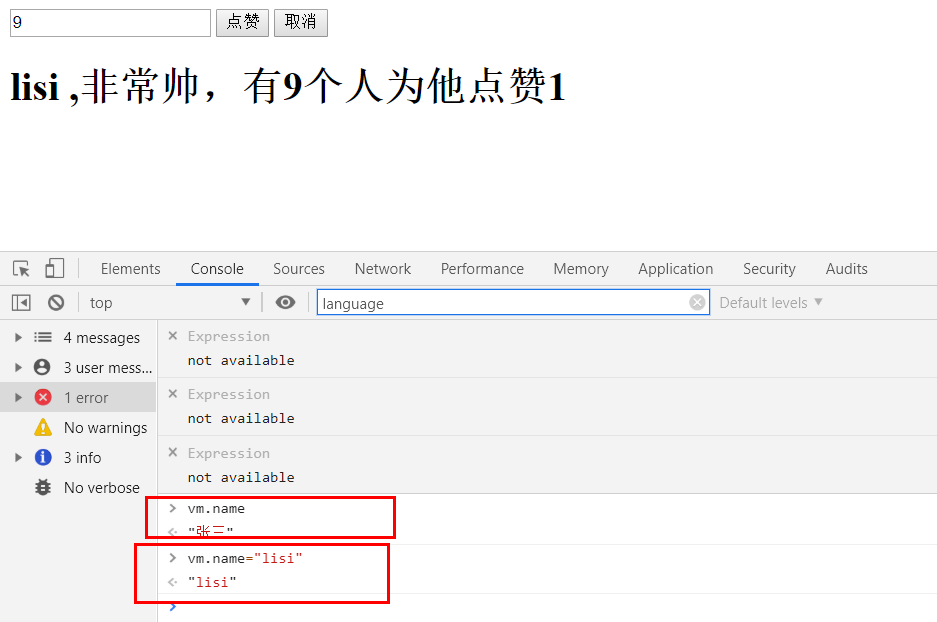 9 点赞 取消
lisi ,非常帅，有9个人为他点赞1
Elements Console Sources Network Performance Memory Application Security Audits
top language Default levels
4 messages
3 user mess...
1 error
No warnings
3 info
No verbose
Expression
not available
Expression
not available
Expression
not available
vm.name
"张三"
vm.name="lisi"
"lisi"